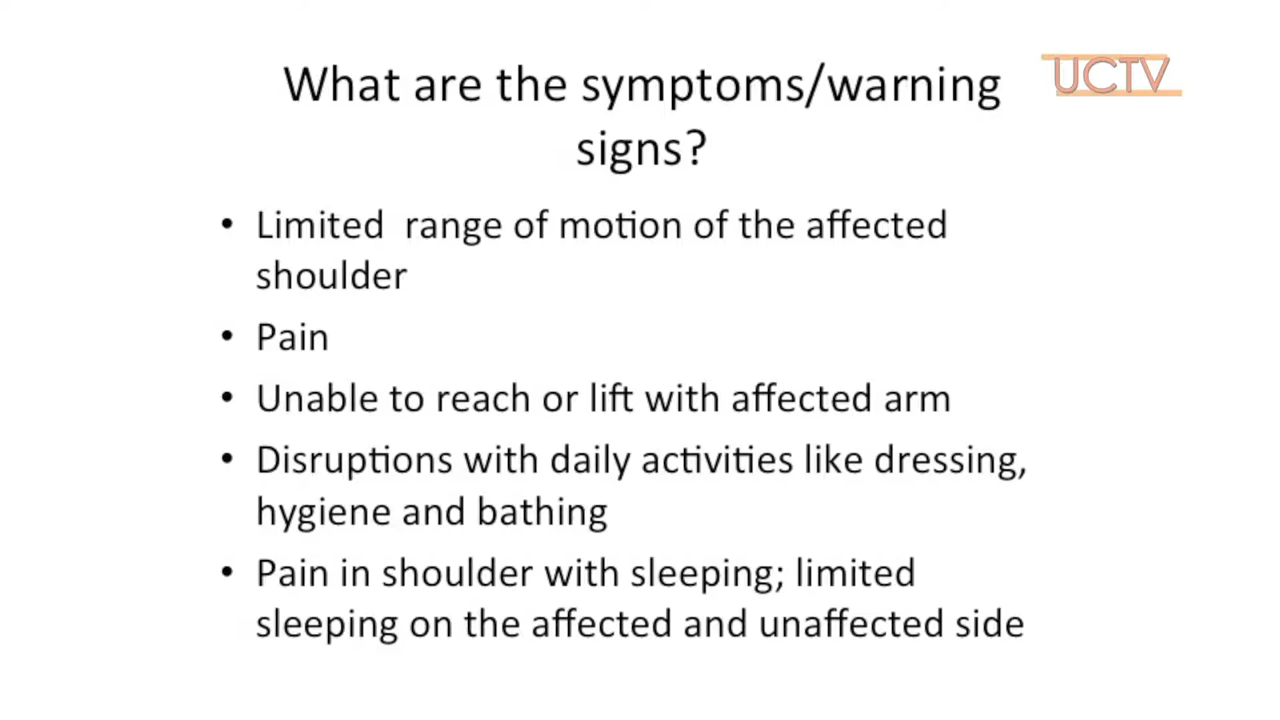 What are the symptoms/warning
signs?
UCTV
• Limited  range of motion of the affected
shoulder
• Pain
• Unable to reach or lift with affected arm
• Disruptions with daily activities like dressing,
hygiene and bathing
• Pain in shoulder with sleeping; limited
sleeping on the affected and unaffected side